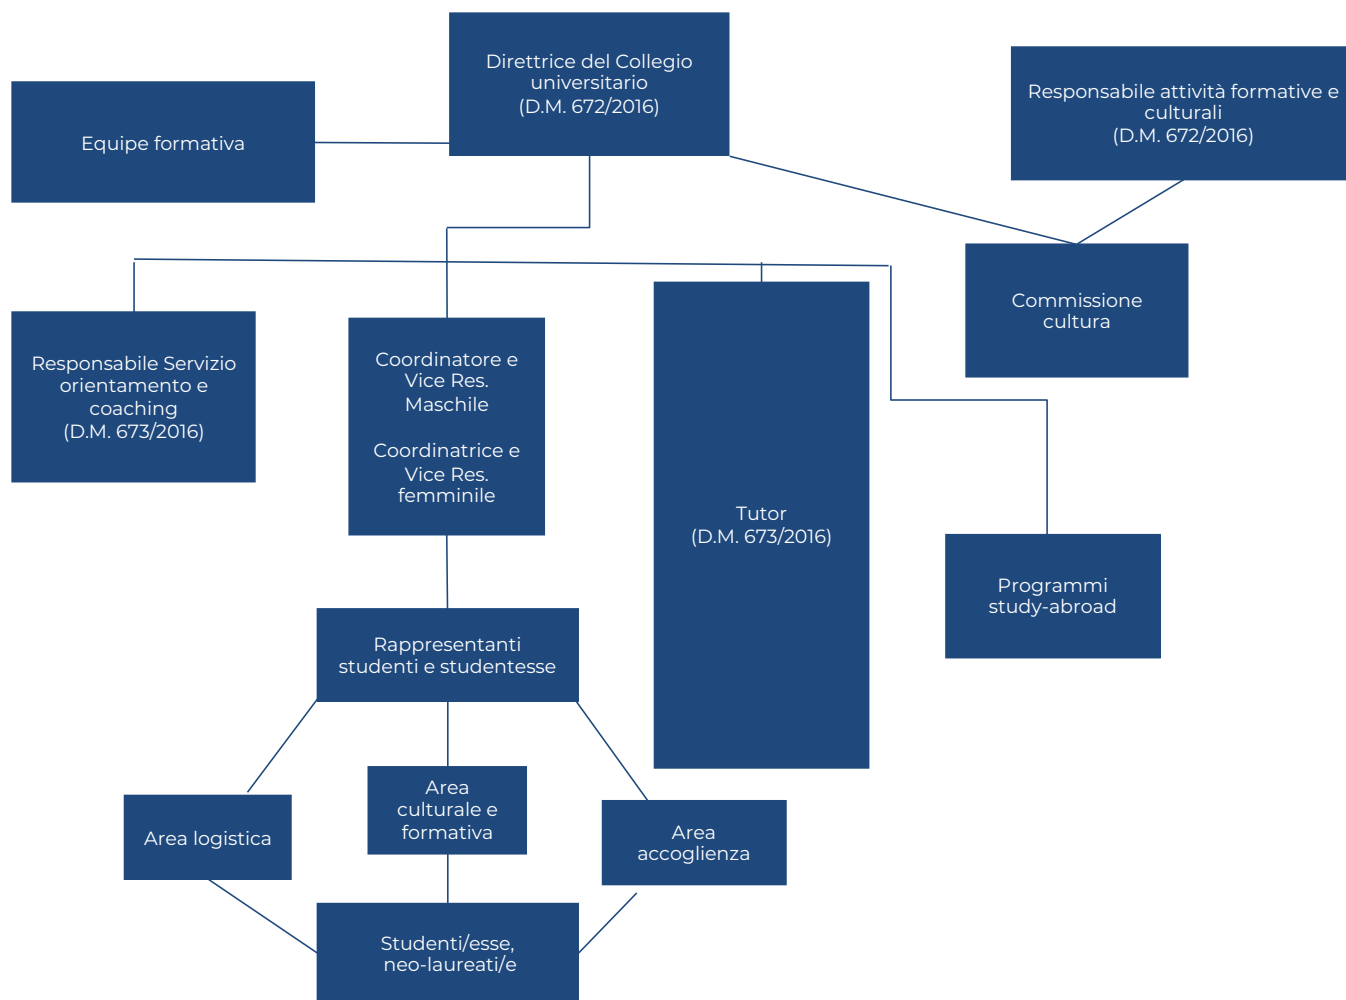 Direttrice del Collegio
universitario
(D.M. 672/2016)
Responsabile attività formative e
culturali
(D.M. 672/2016)
Equipe formativa
Commissione
cultura
Responsabile Servizio
orientamento e
coaching
(D.M. 673/2016)
Coordinatore e
Vice Res.
Maschile
Coordinatrice e
Vice Res.
femminile
Tutor
(D.M. 673/2016)
Programmi
study-abroad
Rappresentanti
studenti e studentesse
Area logistica
Area
culturale e
formativa
Area
accoglienza
Studenti/esse,
neo-laureati/e